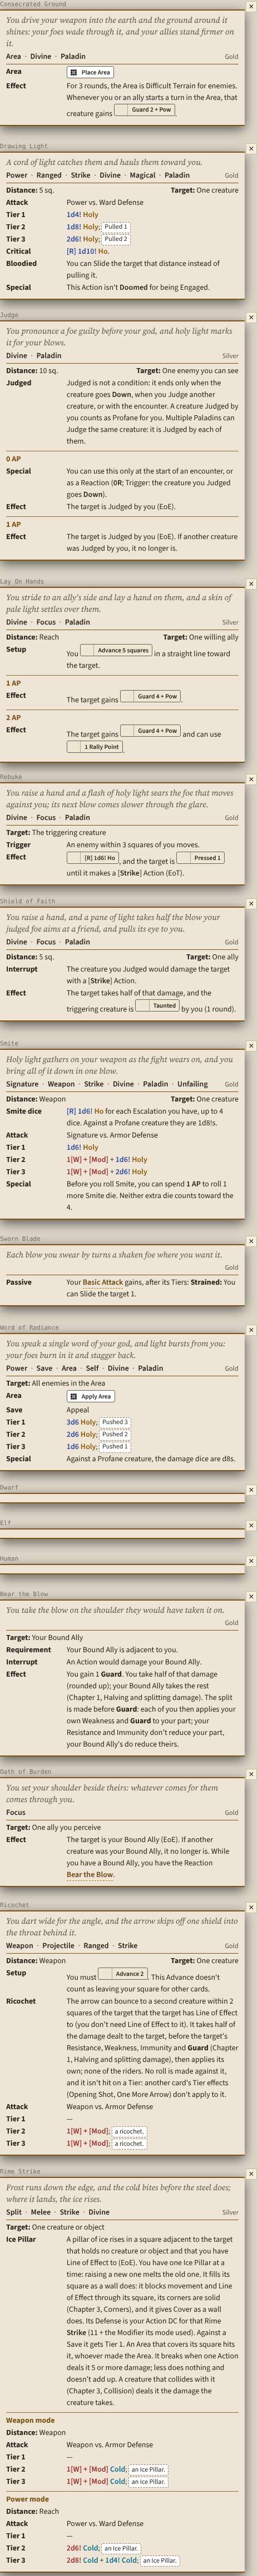 Consecrated Ground
You drive your weapon into the earth and the ground around it
shines: your foes wade through it, and your allies stand firmer on
it.
Area · Divine · Paladin Gold
Area Place Area
Effect For 3 rounds, the Area is Difficult Terrain for enemies.
Whenever you or an ally starts a turn in the Area, that
creature gains Guard 2 + Pow.
Drawing Light
A cord of light catches them and hauls them toward you.
Power · Ranged · Strike · Divine · Magical · Paladin Gold
Distance: 5 sq. Target: One creature
Attack Power vs. Ward Defense
Tier 1 1d4! Holy
Tier 2 1d8! Holy; Pulled 1
Tier 3 2d6! Holy; Pulled 2
Critical [R] 1d10! Ho.
Bloodied You can Slide the target that distance instead of
pulling it.
Special This Action isn't Doomed for being Engaged.
Judge
You pronounce a foe guilty before your god, and holy light marks
it for your blows.
Divine · Paladin Silver
Distance: 10 sq. Target: One enemy you can see
Judged Judged is not a condition: it ends only when the
creature goes Down, when you Judge another
creature, or with the encounter. A creature Judged by
you counts as Profane for you. Multiple Paladins can
Judge the same creature: it is Judged by each of
them.
0 AP
Special You can use this only at the start of an encounter, or
as a Reaction (0R; Trigger: the creature you Judged
goes Down).
Effect The target is Judged by you (EoE).
1 AP
Effect The target is Judged by you (EoE). If another creature
was Judged by you, it no longer is.
Lay On Hands
You stride to an ally's side and lay a hand on them, and a skin of
pale light settles over them.
Divine · Focus · Paladin Gold
Distance: Reach Target: One willing ally
Setup You Advance 5 squares in a straight line toward
the target.
1 AP
Effect The target gains Guard 4 + Pow.
2 AP
Effect The target gains Guard 4 + Pow and can use
1 Rally Point.
Rebuke
You raise a hand and a flash of holy light sears the foe that moves
against you; its next blow comes slower through the glare.
Divine · Focus · Paladin Gold
Target: The triggering creature
Trigger An enemy within 3 squares of you moves.
Effect [R] 1d6! Ho, and the target is Pressed 1
until it makes a [Strike] Action (EoT).
Shield of Faith
You raise a hand, and a pane of light takes half the blow your
judged foe aims at a friend, and pulls its eye to you.
Divine · Focus · Paladin Gold
Distance: 5 sq. Target: One ally
Interrupt The creature you Judged would damage the target
with a [Strike] Action.
Effect The target takes half of that damage, and the
triggering creature is Taunted by you (1 round).
Smite
Holy light gathers on your weapon as the fight wears on, and you
bring all of it down in one blow.
Signature · Weapon · Strike · Divine · Paladin · Unfailing Gold
Distance: Weapon Target: One creature
Smite dice [R] 1d6! Ho for each Escalation you have, up to 4
dice. Against a Profane creature they are 1d8!s.
Attack Signature vs. Armor Defense
Tier 1 1d6! Holy
Tier 2 1[W] + [Mod] + 1d6! Holy
Tier 3 1[W] + [Mod] + 2d6! Holy
Special Before you roll Smite, you can spend 1 AP to roll 1
more Smite die. Neither extra die counts toward the
4.
Sworn Blade
Each blow you swear by turns a shaken foe where you want it.
Gold
Passive Your Basic Attack gains, after its Tiers: Strained: You
can Slide the target 1.
Word of Radiance
You speak a single word of your god, and light bursts from you:
your foes burn in it and stagger back.
Power · Save · Area · Self · Divine · Paladin Gold
Target: All enemies in the Area
Area Apply Area
Save Appeal
Tier 1 3d6 Holy; Pushed 3
Tier 2 2d6 Holy; Pushed 2
Tier 3 1d6 Holy; Pushed 1
Special Against a Profane creature, the damage dice are d8s.
Dwarf
Elf
Human
Bear the Blow
You take the blow on the shoulder they would have taken it on.
Gold
Target: Your Bound Ally
Requirement Your Bound Ally is adjacent to you.
Interrupt An Action would damage your Bound Ally.
Effect You gain 1 Guard. You take half of that damage
(rounded up); your Bound Ally takes the rest
(Chapter 1, Halving and splitting damage). The split
is made before Guard: each of you then applies your
own Weakness and Guard to your part; your
Resistance and Immunity don't reduce your part,
your Bound Ally's do reduce theirs.
Oath of Burden
You set your shoulder beside theirs: whatever comes for them
comes through you.
Focus Gold
Target: One ally you perceive
Effect The target is your Bound Ally (EoE). If another
creature was your Bound Ally, it no longer is. While
you have a Bound Ally, you have the Reaction
Bear the Blow.
Ricochet
You dart wide for the angle, and the arrow skips off one shield into
the throat behind it.
Weapon · Projectile · Ranged · Strike Gold
Distance: Weapon Target: One creature
Setup You must Advance 2. This Advance doesn't
count as leaving your square for other cards.
Ricochet The arrow can bounce to a second creature within 2
squares of the target that the target has Line of Effect
to (you don't need Line of Effect to it). It takes half of
the damage dealt to the target, before the target's
Resistance, Weakness, Immunity and Guard (Chapter
1, Halving and splitting damage), then applies its
own; none of the riders. No roll is made against it,
and it isn't hit on a Tier: another card's Tier effects
(Opening Shot, One More Arrow) don't apply to it.
Attack Weapon vs. Armor Defense
Tier 1 —
Tier 2 1[W] + [Mod]; a ricochet.
Tier 3 1[W] + [Mod]; a ricochet.
Rime Strike
Frost runs down the edge, and the cold bites before the steel does;
where it lands, the ice rises.
Split · Melee · Strike · Divine Silver
Target: One creature or object
Ice Pillar A pillar of ice rises in a square adjacent to the target
that holds no creature or object and that you have
Line of Effect to (EoE). You have one Ice Pillar at a
time: raising a new one melts the old one. It fills its
square as a wall does: it blocks movement and Line
of Effect through its square, its corners are solid
(Chapter 3, Corners), and it gives Cover as a wall
does. Its Defense is your Action DC for that Rime
Strike (11 + the Modifier its mode used). Against a
Save it gets Tier 1. An Area that covers its square hits
it, whoever made the Area. It breaks when one Action
deals it 5 or more damage; less does nothing and
doesn't add up. A creature that collides with it
(Chapter 3, Collision) deals it the damage the
creature takes.
Weapon mode
Distance: Weapon
Attack Weapon vs. Armor Defense
Tier 1 —
Tier 2 1[W] + [Mod] Cold; an Ice Pillar.
Tier 3 1[W] + [Mod] Cold; an Ice Pillar.
Power mode
Distance: Reach
Attack Power vs. Ward Defense
Tier 1 —
Tier 2 2d6! Cold; an Ice Pillar.
Tier 3 2d8! Cold + 1d4! Cold; an Ice Pillar.